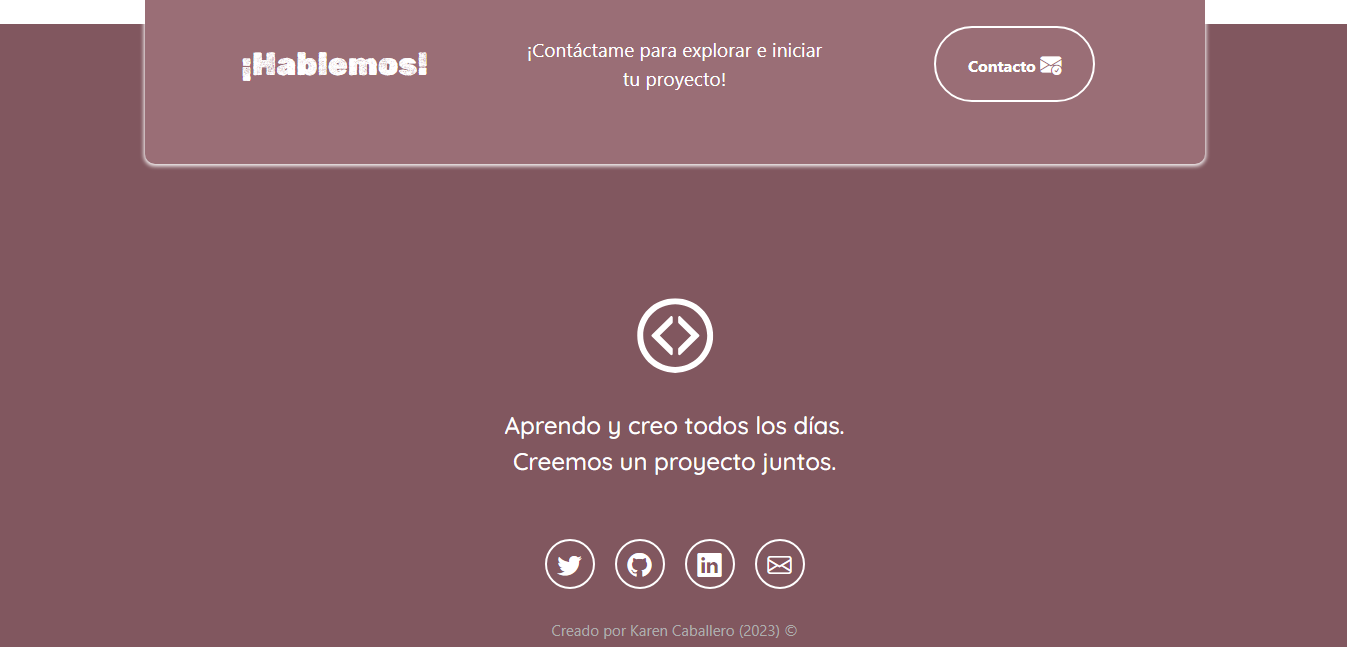 ¡Hablemos!
¡Contáctame para explorar e iniciar
tu proyecto!
Contacto
Aprendo y creo todos los días.
Creemos un proyecto juntos.
in
Creado por Karen Caballero (2023) ©